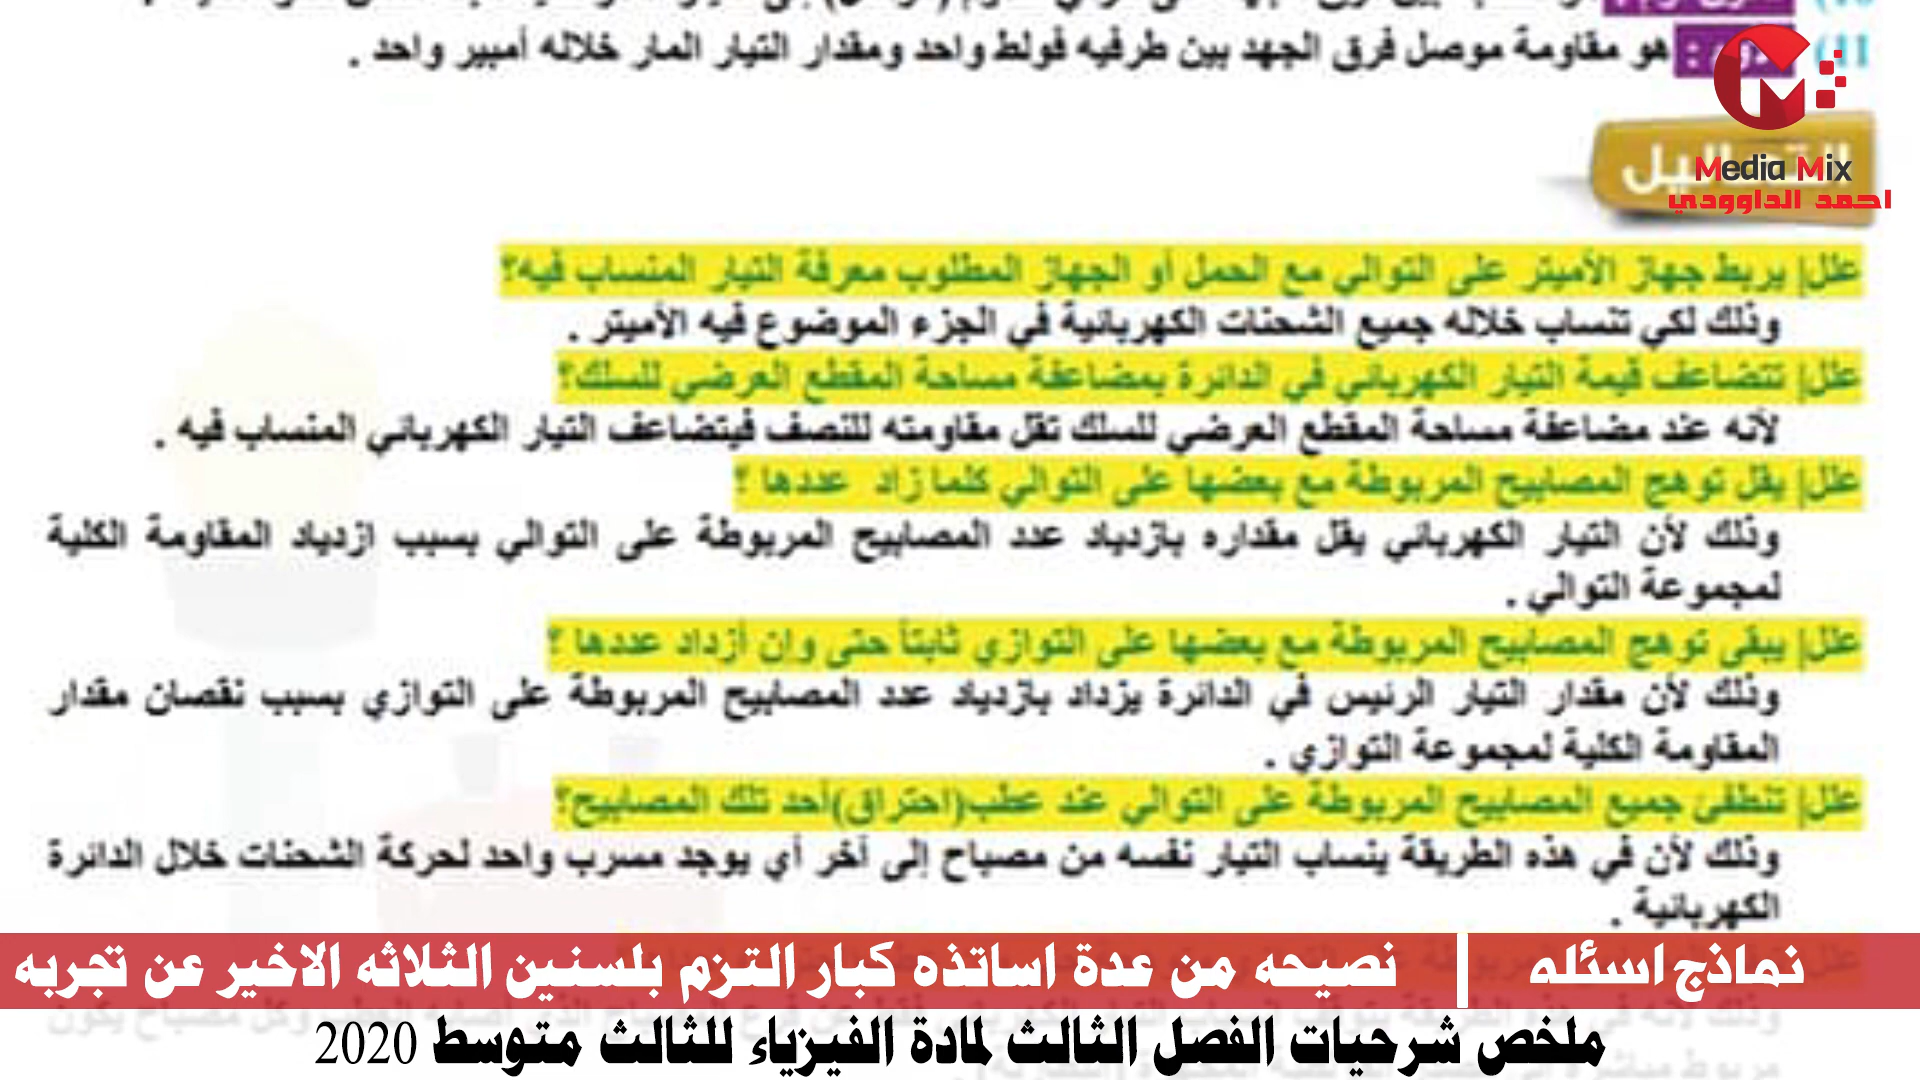 (11 : هو مقاومة موصل فرق الجهد بين طرفيه فولط واحد ومقدار التيار المار خلاله أمبير واحد .
Media Mix
احمد الداوودي
علل| يربط جهاز الأميتر على التوالي مع الحمل أو الجهاز المطلوب معرفة التيار المنساب فيه؟
وذلك لكي تنساب خلاله جميع الشحنات الكهربائية في الجزء الموضوع فيه الأميتر .
علل| تتضاعف قيمة التيار الكهربائي في الدائرة بمضاعفة مساحة المقطع العرضي للسلك؟
لأنه عند مضاعفة مساحة المقطع العرضي للسلك تقل مقاومته للنصف فيتضاعف التيار الكهربائي المنساب فيه .
علل| يقل توهج المصابيح المربوطة مع بعضها على التوالي كلما زاد عددها ؟
وذلك لأن التيار الكهربائي يقل مقداره بازدياد عدد المصابيح المربوطة على التوالي بسبب ازدياد المقاومة الكلية
لمجموعة التوالي .
علل| يبقى توهج المصابيح المربوطة مع بعضها على التوازي ثابتاً حتى وإن أزداد عددها ؟
وذلك لأن مقدار التيار الرئيس في الدائرة يزداد بازدياد عدد المصابيح المربوطة على التوازي بسبب نقصان مقدار
المقاومة الكلية لمجموعة التوازي .
علل| تنطفئ جميع المصابيح المربوطة على التوالي عند عطب(احتراق)أحد تلك المصابيح؟
وذلك لأن في هذه الطريقة ينساب التيار نفسه من مصباح إلى آخر أي يوجد مسرب واحد لحركة الشحنات خلال الدائرة
الكهربائية .
نماذج اسئله | نصيحه من عدة اساتذه كبار التزم بلسنين الثلاثه الاخير عن تجربه
ملخص شرحيات الفصل الثالث لمادة الفيزياء للثالث متوسط 2020